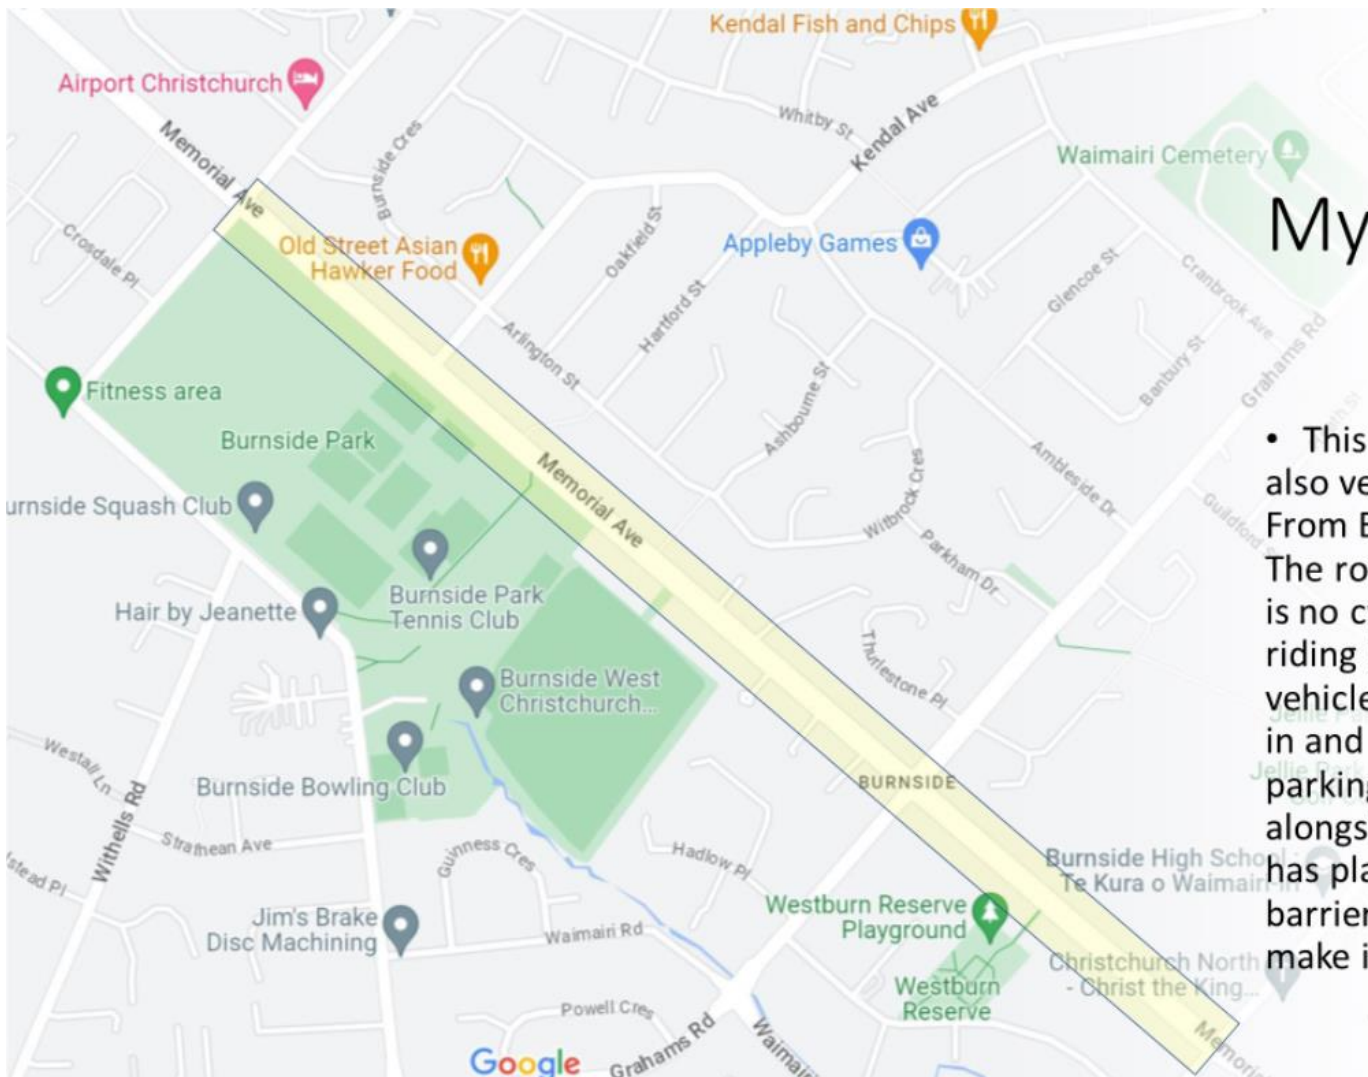 Kendal Fish and Chips
Airport Christchurch
Memorial Ave
Burnside Cres
Whitby St
Kendal Ave
Waimairi Cemetery
My
Crosdale Pl
Old Street Asian
Hawker Food
Oakfield St
Appleby Games
Glencoe St
Cranbrook Ave
Hartford St
Arlington St
Banbury St
Grahams Rd
Fitness area
Ashbourne St
Burnside Park
Ambleside Dr
• This
also ve
From B
The ro
is no c
riding
vehicle
in and
parking
alongs
has pla
barrier
make i
Memorial Ave
Witbrock Cres
Guildford S
urnside Squash Club
Parkham Dr
Burnside Park
Tennis Club
Hair by Jeanette
Thurlestone Pl
Burnside West
Christchurch...
Jellie Park
Westall Ln
Burnside Bowling Club
BURNSIDE
Withells Rd
Strathean Ave
Guinness Cres
Hadlow Pl
Burnside High School :
Te Kura o Waimairi-i
stead Pl
Westburn Reserve
Playground
Jim's Brake
Disc Machining
Waimairi Rd
Christchurch North
- Christ the King...
Westburn
Reserve
Powell Cres
Google
Grahams Rd
Waimair
Memori